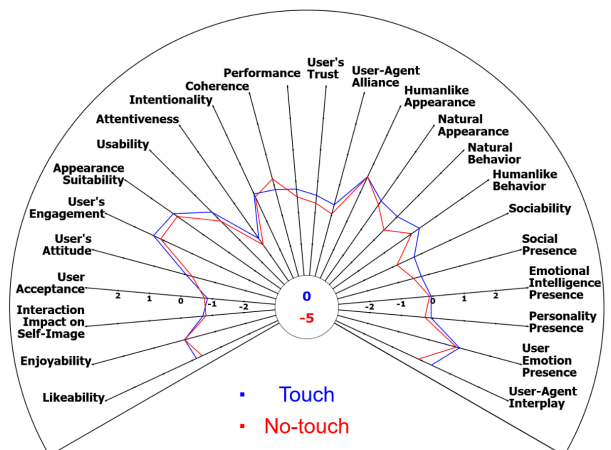 User's
Trust
Performance
User-Agent
Alliance
Coherence
Humanlike
Appearance
Intentionality
Attentiveness
Natural
Appearance
Usability
Natural
Behavior
Appearance
Suitability
Humanlike
Behavior
User's
Engagement
Sociability
User's
Attitude
Social
Presence
User
Acceptance
Emotional
Intelligence
Presence
2 1 0 -1 -2
0
-5
-2 -1 0 1 2
Interaction
Impact on
Self-Image
Personality
Presence
Enjoyability
User
Emotion
Presence
Likeability
User-Agent
Interplay
Touch
No-touch